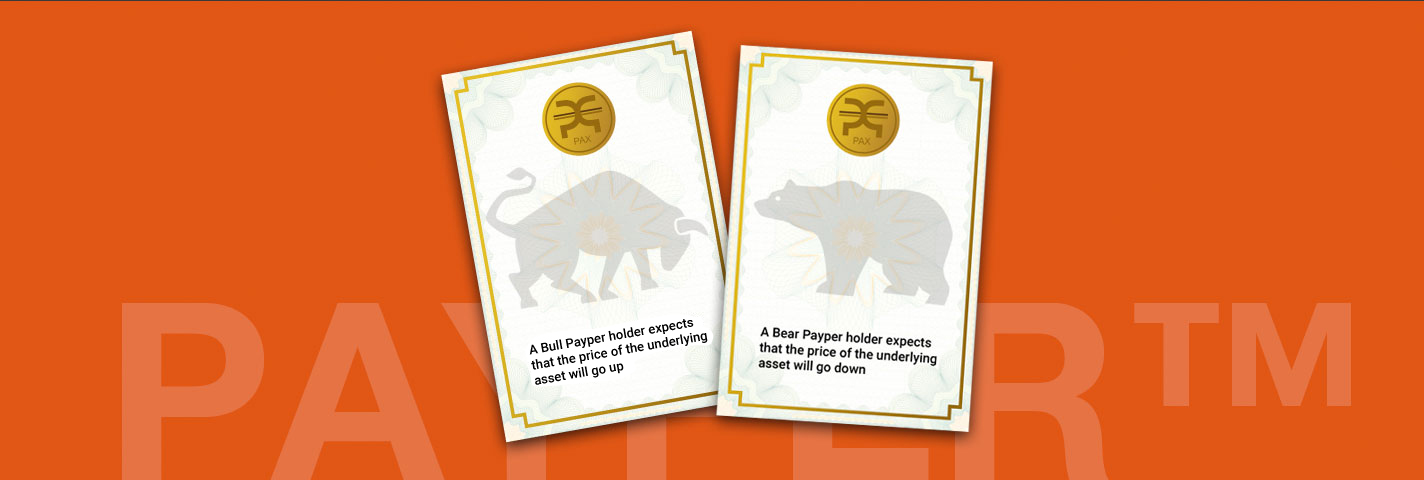 PAX
A Bull Payper holder expects
that the price of the underlying
asset will go up
PAX
A Bear Payper holder expects
that the price of the underlying
asset will go down
PAYPER™